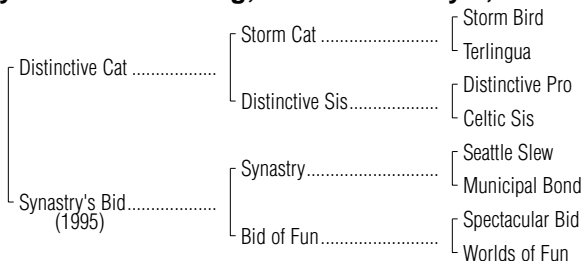 Storm Bird
Storm Cat ........................
Terlingua
Distinctive Cat .................
Distinctive Pro
Distinctive Sis...................
Celtic Sis
Seattle Slew
Synastry...........................
Municipal Bond
Synastry's Bid..................
(1995)
Spectacular Bid
Bid of Fun........................
Worlds of Fun